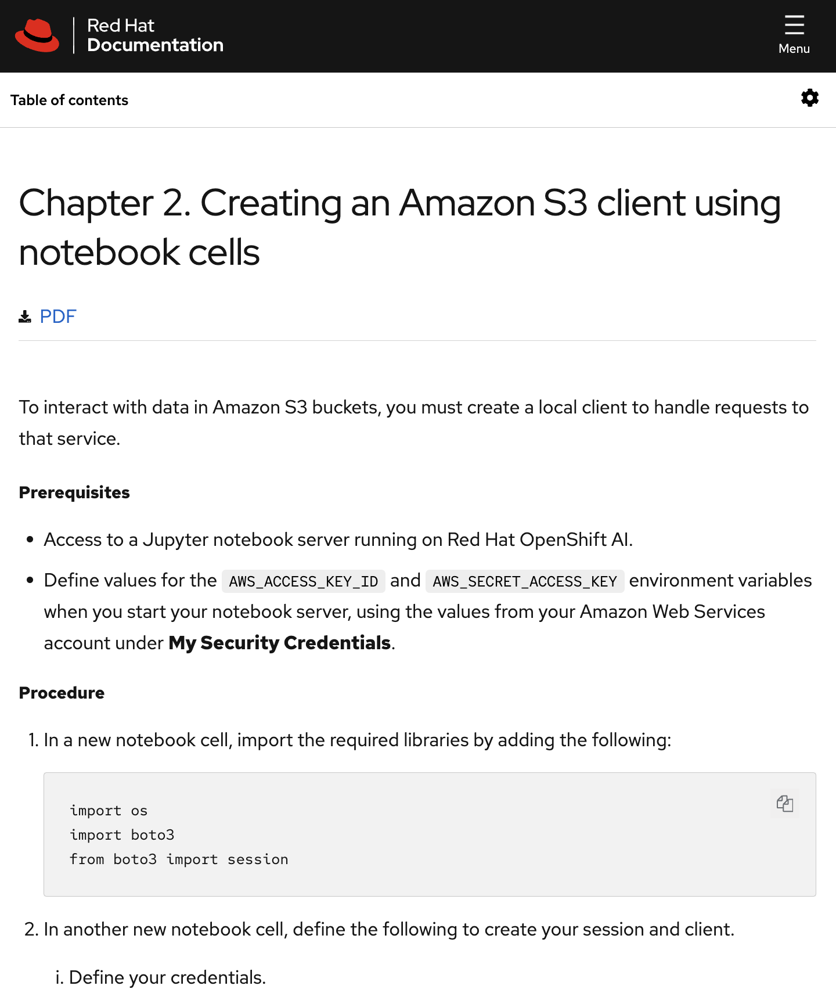 Red Hat
Documentation
Menu
Table of contents
Chapter 2. Creating an Amazon S3 client using
notebook cells
PDF
To interact with data in Amazon S3 buckets, you must create a local client to handle requests to
that service.
Prerequisites
• Access to a Jupyter notebook server running on Red Hat OpenShift AI.
• Define values for the AWS_ACCESS_KEY_ID and AWS_SECRET_ACCESS_KEY environment variables
when you start your notebook server, using the values from your Amazon Web Services
account under My Security Credentials.
Procedure
1. In a new notebook cell, import the required libraries by adding the following:
import os
import boto3
from boto3 import session
2. In another new notebook cell, define the following to create your session and client.
i. Define your credentials.